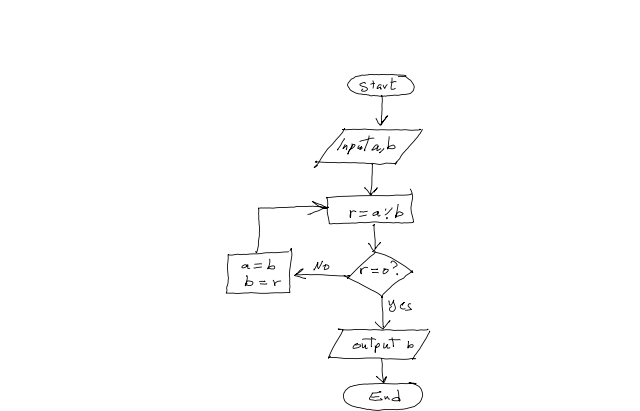 Start
Input a,b
r=a%b
r=0?
No
a=b
b=r
Yes
output b
End